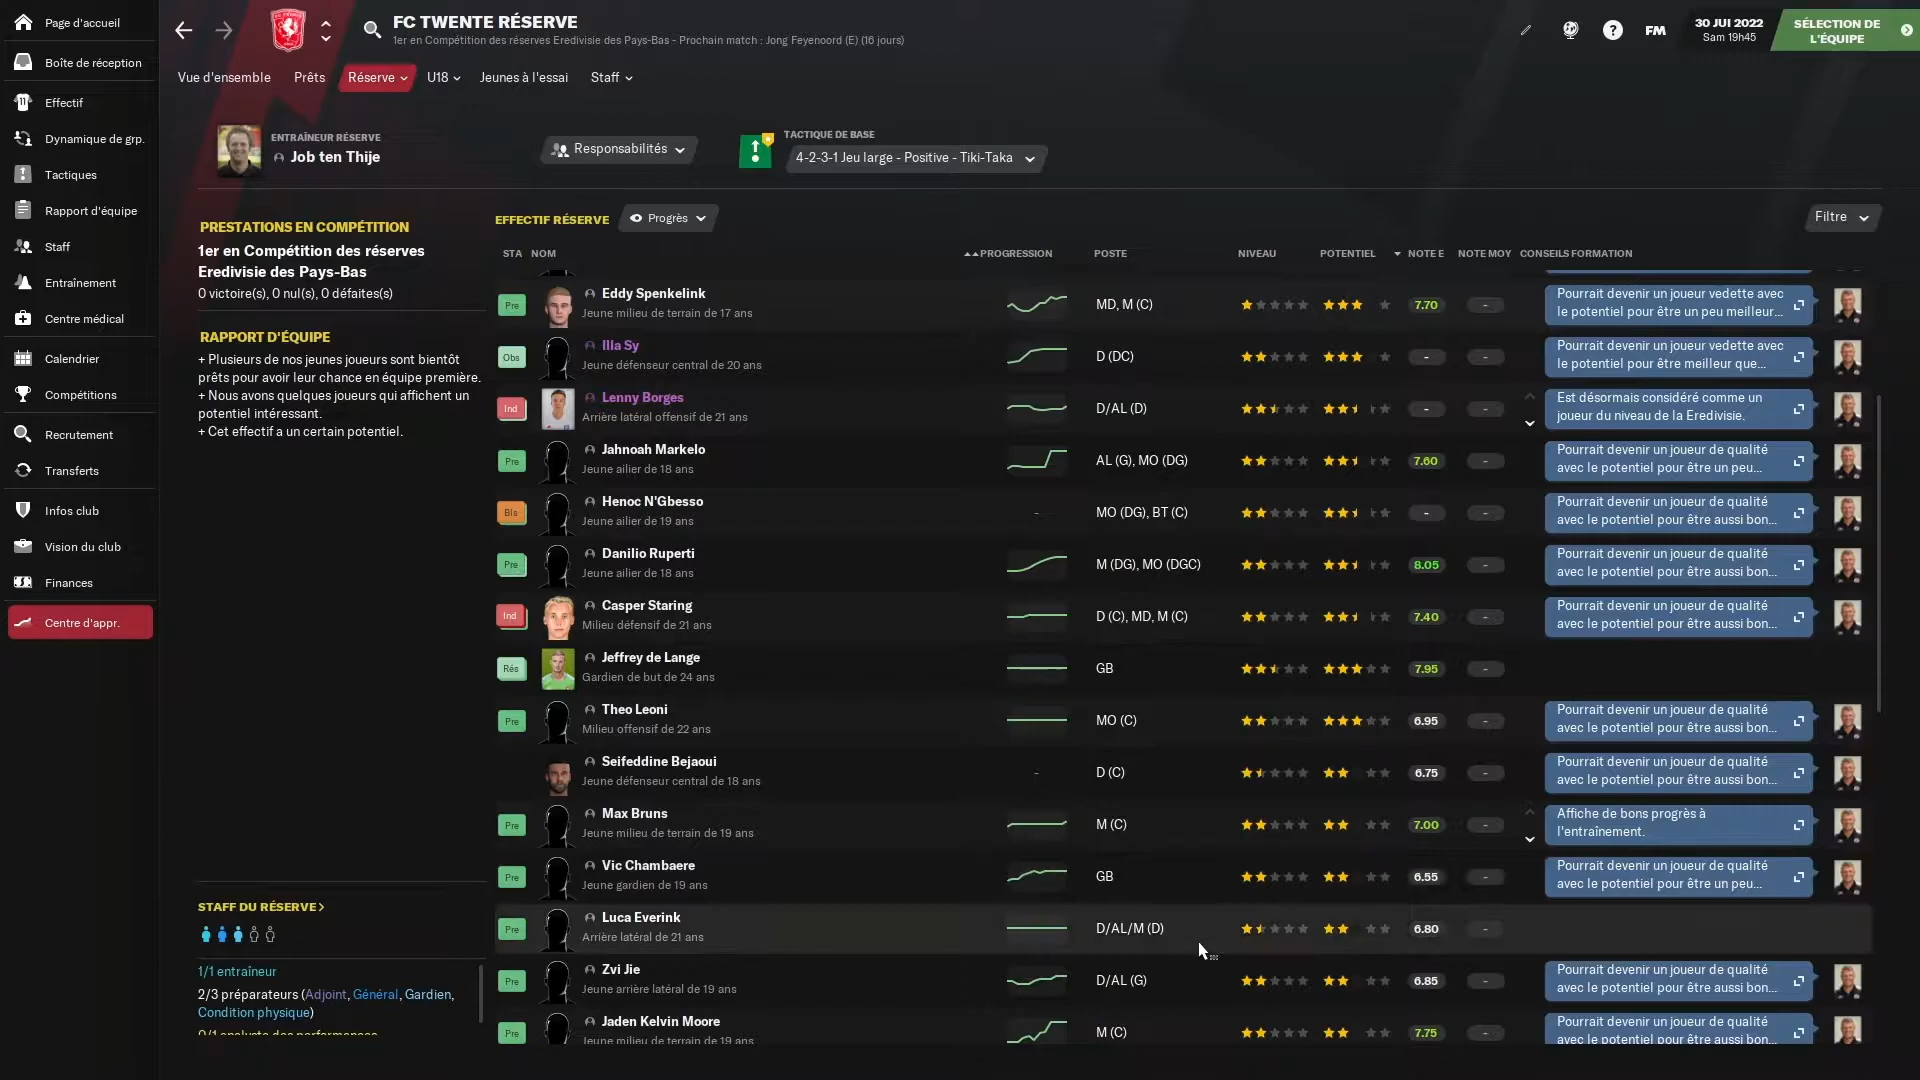 Page d'accueil
Boîte de réception
Effectif
Dynamique de grp.
Tactiques
Rapport d'équipe
Staff
Entraînement
Centre médical
Calendrier
Compétitions
Recrutement
Transferts
Infos club
Vision du club
Finances
Centre d'appr.
FC TWENTE RÉSERVE
1er en Compétition des réserves Eredivisie des Pays-Bas - Prochain match : Jong Feyenoord (E) (16 jours)
FM
30 JUI 2022
Sam 19h45
SÉLECTION DE
L'ÉQUIPE
Vue d'ensemble
Prêts
Réserve
U18
Jeunes à l'essai
Staff
ENTRAÎNEUR RÉSERVE
Job ten Thije
Responsabilités
TACTIQUE DE BASE
4-2-3-1 Jeu large - Positive - Tiki-Taka
PRESTATIONS EN COMPÉTITION
1er en Compétition des réserves
Eredivisie des Pays-Bas
0 victoire(s), 0 nul(s), 0 défaites(s)
RAPPORT D'ÉQUIPE
+ Plusieurs de nos jeunes joueurs sont bientôt
prêts pour avoir leur chance en équipe première.
+ Nous avons quelques joueurs qui affichent un
potentiel intéressant.
+ Cet effectif a un certain potentiel.
STAFF DU RÉSERVE
1/1 entraîneur
2/3 préparateurs (Adjoint, Général, Gardien,
Condition physique)
0/1 analyste des performances
EFFECTIF RÉSERVE
Progrès
Filtre
STA NOM PROGRESSION POSTE NIVEAU POTENTIEL NOTE E NOTE MOY CONSEILS FORMATION
Pre Eddy Spenkelink MD, M (C) 7.70 - Pourrait devenir un joueur vedette avec
Jeune milieu de terrain de 17 ans le potentiel pour être un peu meilleur...
Obs Illa Sy D (DC) - - Pourrait devenir un joueur vedette avec
Jeune défenseur central de 20 ans le potentiel pour être meilleur que...
Ind Lenny Borges D/AL (D) - - Est désormais considéré comme un
Arrière latéral offensif de 21 ans joueur du niveau de la Eredivisie.
Pre Jahnoah Markelo AL (G), MO (DG) 7.60 - Pourrait devenir un joueur de qualité
Jeune ailier de 18 ans avec le potentiel pour être un peu...
Bls Henoc N'Gbesso - MO (DG), BT (C) - - Pourrait devenir un joueur de qualité
Jeune ailier de 19 ans avec le potentiel pour être aussi bon...
Pre Danilio Ruperti M (DG), MO (DGC) 8.05 - Pourrait devenir un joueur de qualité
Jeune ailier de 18 ans avec le potentiel pour être aussi bon...
Ind Casper Staring D (C), MD, M (C) 7.40 - Pourrait devenir un joueur de qualité
Milieu défensif de 21 ans avec le potentiel pour être aussi bon...
Rés Jeffrey de Lange GB 7.95 -
Gardien de but de 24 ans
Pre Theo Leoni MO (C) 6.95 - Pourrait devenir un joueur de qualité
Milieu offensif de 22 ans avec le potentiel pour être aussi bon...
Seifeddine Bejaoui - D (C) 6.75 - Pourrait devenir un joueur de qualité
Jeune défenseur central de 18 ans avec le potentiel pour être aussi bon...
Pre Max Bruns M (C) 7.00 - Affiche de bons progrès à
Jeune milieu de terrain de 19 ans l'entraînement.
Pre Vic Chambaere GB 6.55 - Pourrait devenir un joueur de qualité
Jeune gardien de 19 ans avec le potentiel pour être un peu...
Pre Luca Everink D/AL/M (D) 6.80 -
Arrière latéral de 21 ans
Pre Zvi Jie D/AL (G) 6.85 - Pourrait devenir un joueur de qualité
Jeune arrière latéral de 19 ans avec le potentiel pour être aussi bon...
Pre Jaden Kelvin Moore M (C) 7.75 - Pourrait devenir un joueur de qualité
Jeune milieu de terrain de 19 ans avec le potentiel pour être aussi bon...